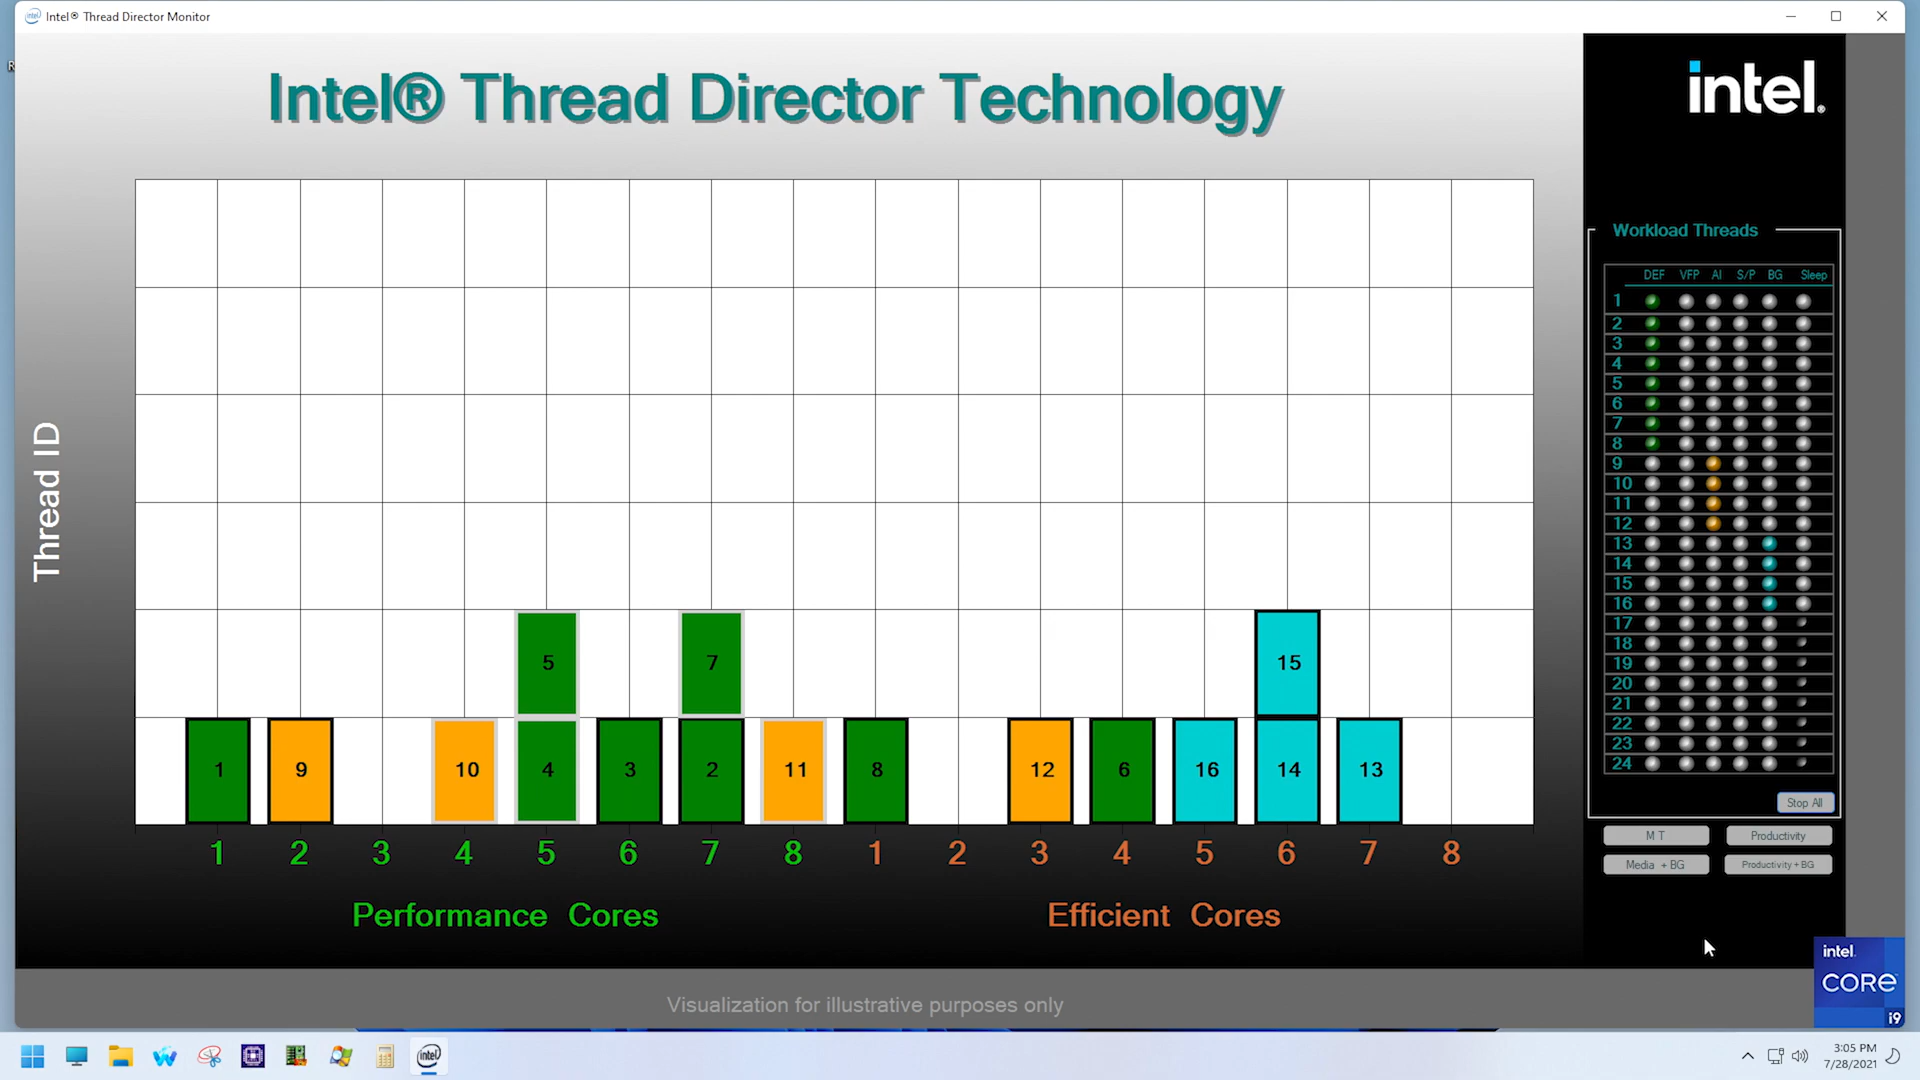 Intel® Thread Director Monitor
Intel® Thread Director Technology
intel.
Workload Threads
DEF VFP AI S/P BG Sleep
1
2
3
4
5
6
7
8
9
10
11
12
13
14
15
16
17
18
19
20
21
22
23
24
Stop All
M T Productivity
Media + BG Productivity + BG
Thread ID
5 7 15
1 9 10 4 3 2 11 8 12 6 16 14 13
1 2 3 4 5 6 7 8 1 2 3 4 5 6 7 8
Performance Cores Efficient Cores
intel.
CORE™
i9
Visualization for illustrative purposes only
R
intel
3:05 PM
7/28/2021